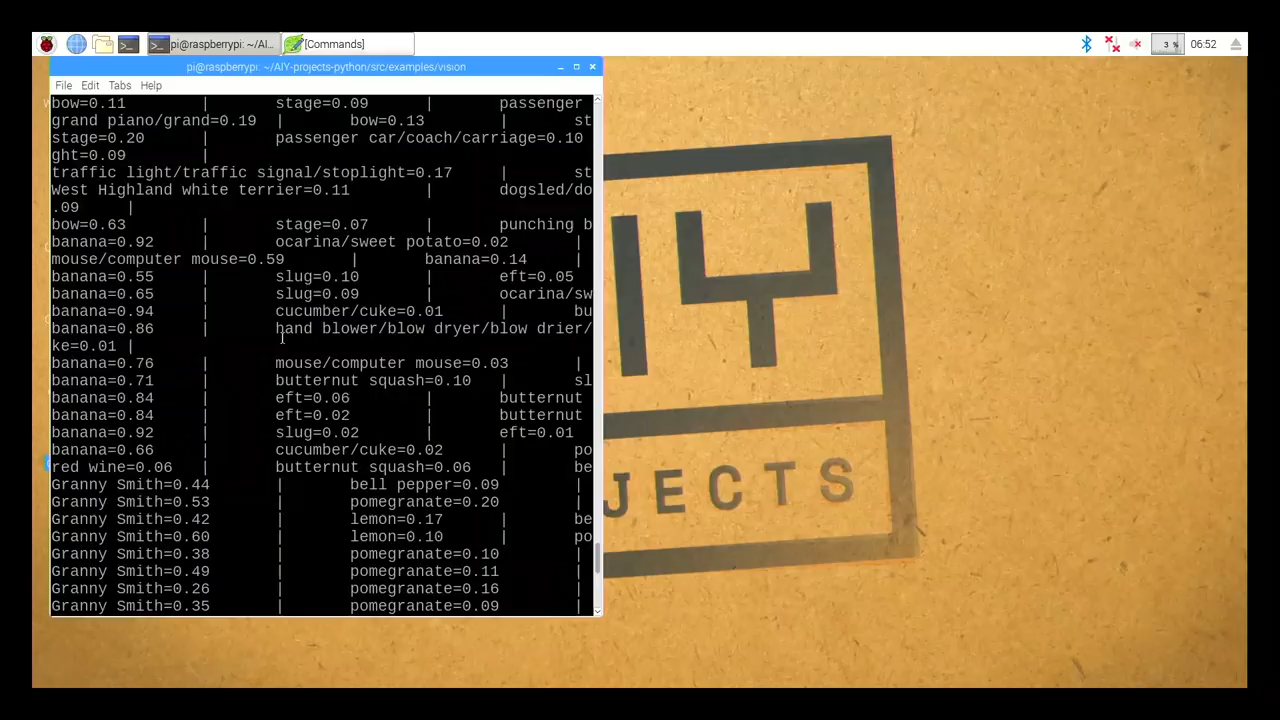 pi@raspberrypi: ~/AI... [Commands] 3 % 06:52
pi@raspberrypi: ~/AIY-projects-python/src/examples/vision
File Edit Tabs Help
bow=0.11 | stage=0.09 | passenger
grand piano/grand=0.19 | bow=0.13 | st
stage=0.20 | passenger car/coach/carriage=0.10
ght=0.09 |
traffic light/traffic signal/stoplight=0.17 | st
West Highland white terrier=0.11 | dogsled/do
.09 |
bow=0.63 | stage=0.07 | punching b
banana=0.92 | ocarina/sweet potato=0.02 |
mouse/computer mouse=0.59 | banana=0.14 |
banana=0.55 | slug=0.10 | eft=0.05
banana=0.65 | slug=0.09 | ocarina/sw
banana=0.94 | cucumber/cuke=0.01 | bu
banana=0.86 | hand blower/blow dryer/blow drier/
ke=0.01 |
banana=0.76 | mouse/computer mouse=0.03 |
banana=0.71 | butternut squash=0.10 | sl
banana=0.84 | eft=0.06 | butternut
banana=0.84 | eft=0.02 | butternut
banana=0.92 | slug=0.02 | eft=0.01
banana=0.66 | cucumber/cuke=0.02 | po
red wine=0.06 | butternut squash=0.06 | be
Granny Smith=0.44 | bell pepper=0.09 |
Granny Smith=0.53 | pomegranate=0.20 |
Granny Smith=0.42 | lemon=0.17 | be
Granny Smith=0.60 | lemon=0.10 | po
Granny Smith=0.38 | pomegranate=0.10 |
Granny Smith=0.49 | pomegranate=0.11 |
Granny Smith=0.26 | pomegranate=0.16 |
Granny Smith=0.35 | pomegranate=0.09 |
IY
JECTS